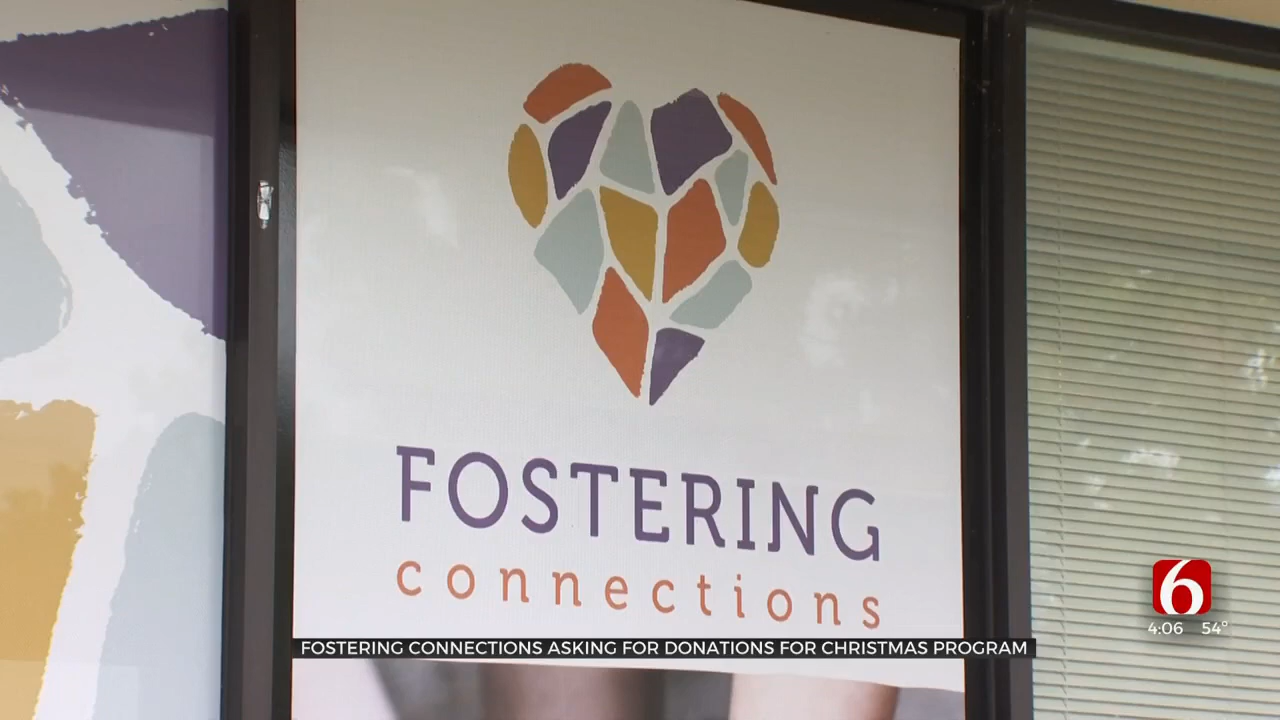 FOSTERING
connections
FOSTERING CONNECTIONS ASKING FOR DONATIONS FOR CHRISTMAS PROGRAM
6
4:06 54°